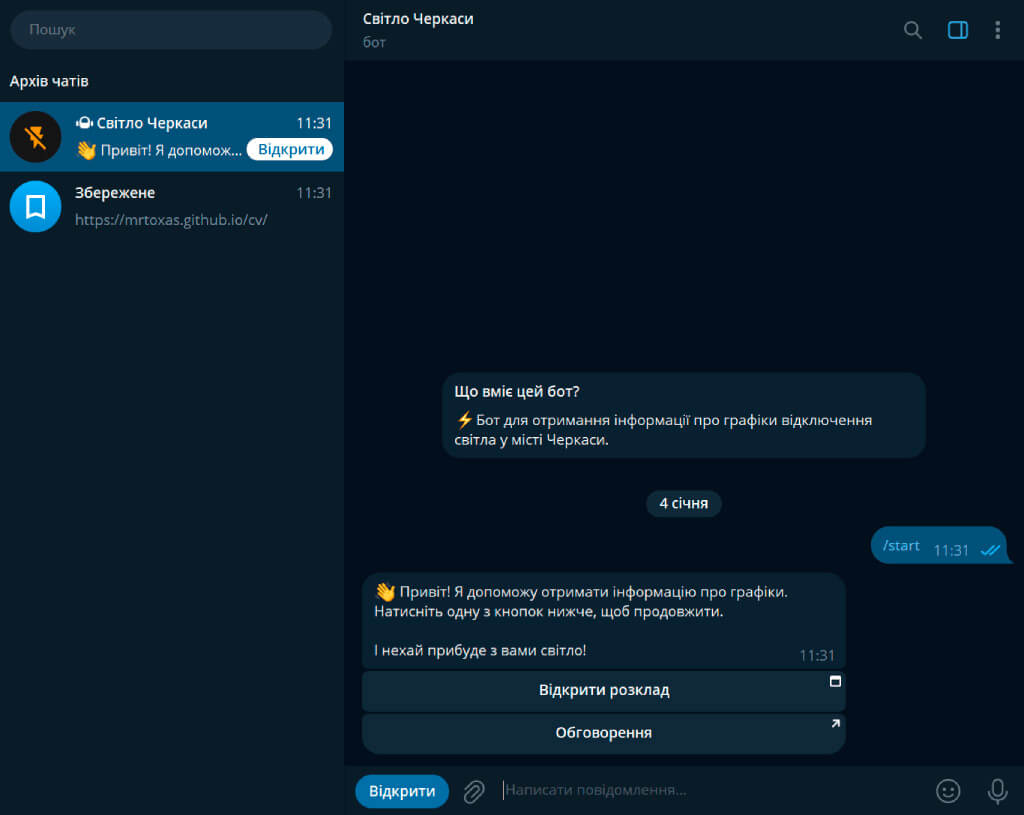 Пошук
Архів чатів
Світло Черкаси
11:31
👋 Привіт! Я допомож...
Відкрити
Збережене
11:31
https://mrtoxas.github.io/cv/
Світло Черкаси
бот
Що вміє цей бот?
⚡ Бот для отримання інформації про графіки відключення
світла у місті Черкаси.
4 січня
/start
11:31
👋 Привіт! Я допоможу отримати інформацію про графіки.
Натисніть одну з кнопок нижче, щоб продовжити.
І нехай прибуде з вами світло!
11:31
Відкрити розклад
Обговорення
Відкрити
Написати повідомлення...